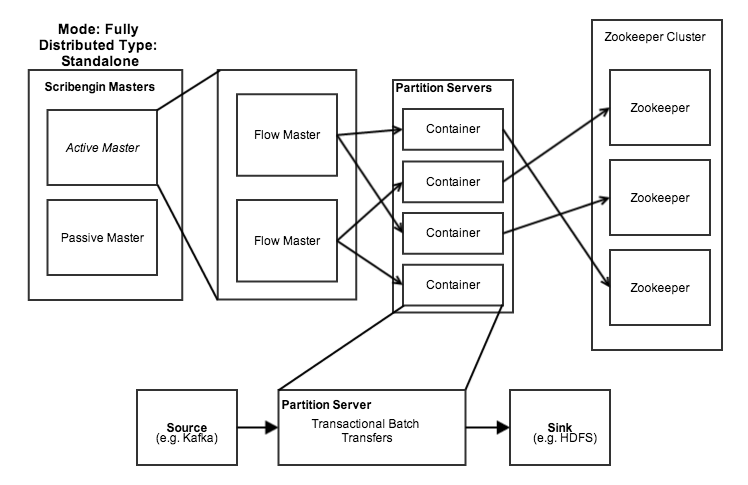 Mode: Fully
Distributed Type:
Standalone
Scribengin Masters
Active Master
Passive Master
Flow Master
Flow Master
Partition Servers
Container
Container
Container
Container
Zookeeper Cluster
Zookeeper
Zookeeper
Zookeeper
Source
(e.g. Kafka)
Partition Server
Transactional Batch
Transfers
Sink
(e.g. HDFS)